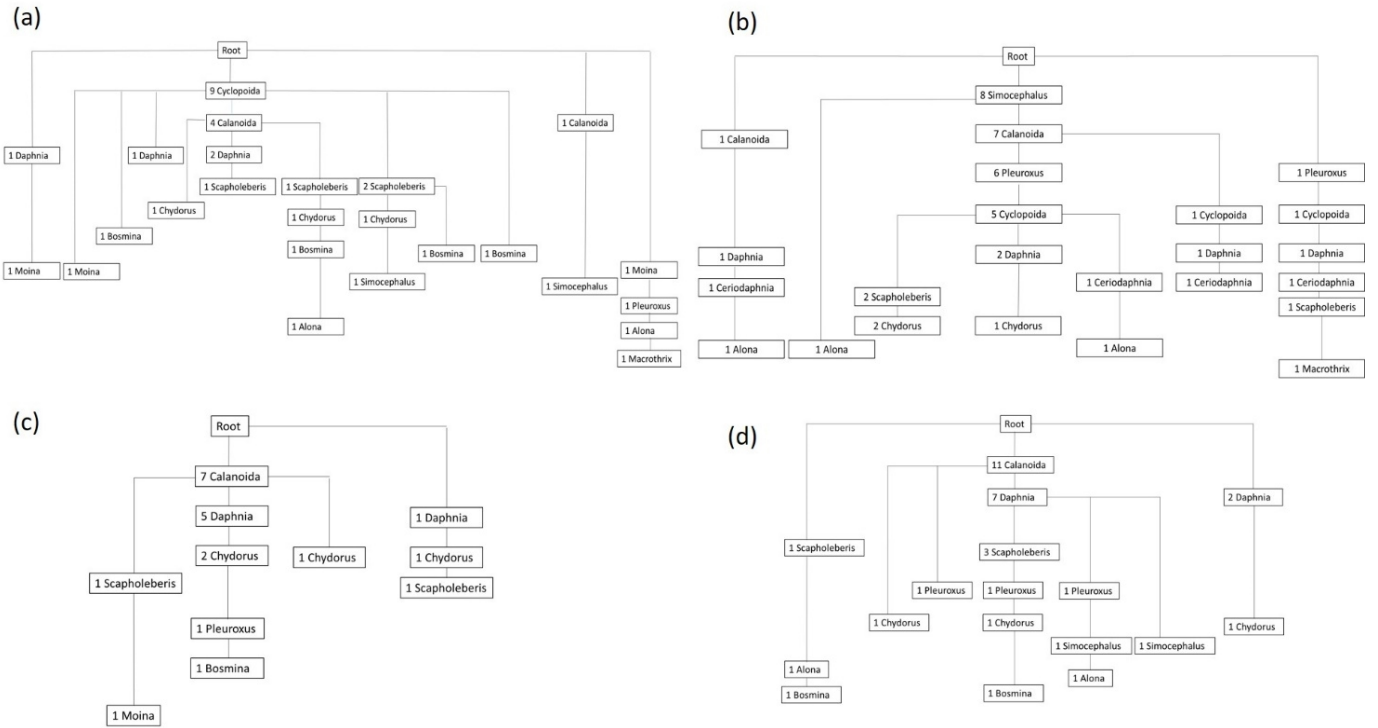 (a)
Root
9 Cyclopoida
4 Calanoida
1 Calanoida
1 Daphnia
1 Daphnia
2 Daphnia
1 Scapholeberis
1 Scapholeberis
2 Scapholeberis
1 Chydorus
1 Chydorus
1 Chydorus
1 Bosmina
1 Bosmina
1 Bosmina
1 Bosmina
1 Moina
1 Moina
1 Moina
1 Simocephalus
1 Simocephalus
1 Pleuroxus
1 Alona
1 Alona
1 Macrothrix
(b)
Root
8 Simocephalus
7 Calanoida
1 Calanoida
6 Pleuroxus
1 Pleuroxus
5 Cyclopoida
1 Cyclopoida
1 Cyclopoida
1 Daphnia
2 Daphnia
1 Daphnia
1 Daphnia
1 Ceriodaphnia
1 Ceriodaphnia
1 Ceriodaphnia
1 Ceriodaphnia
2 Scapholeberis
1 Scapholeberis
2 Chydorus
1 Chydorus
1 Alona
1 Alona
1 Alona
1 Macrothrix
(c)
Root
7 Calanoida
5 Daphnia
1 Daphnia
2 Chydorus
1 Chydorus
1 Chydorus
1 Scapholeberis
1 Scapholeberis
1 Pleuroxus
1 Bosmina
1 Moina
(d)
Root
11 Calanoida
7 Daphnia
2 Daphnia
1 Scapholeberis
3 Scapholeberis
1 Pleuroxus
1 Pleuroxus
1 Pleuroxus
1 Chydorus
1 Chydorus
1 Chydorus
1 Simocephalus
1 Simocephalus
1 Alona
1 Alona
1 Bosmina
1 Bosmina